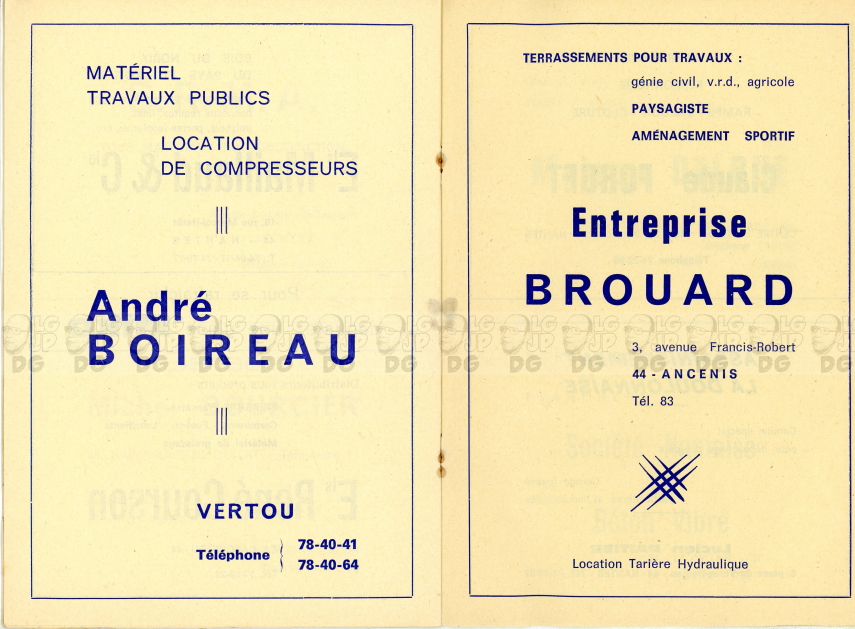 MATÉRIEL
TRAVAUX PUBLICS
LOCATION
DE COMPRESSEURS
André
BOIREAU
VERTOU
Téléphone
78-40-41
78-40-64
TERRASSEMENTS POUR TRAVAUX :
génie civil, v.r.d., agricole
PAYSAGISTE
AMÉNAGEMENT SPORTIF
Entreprise
BROUARD
3, avenue Francis-Robert
44 - ANCENIS
Tél. 83
Location Tarière Hydraulique